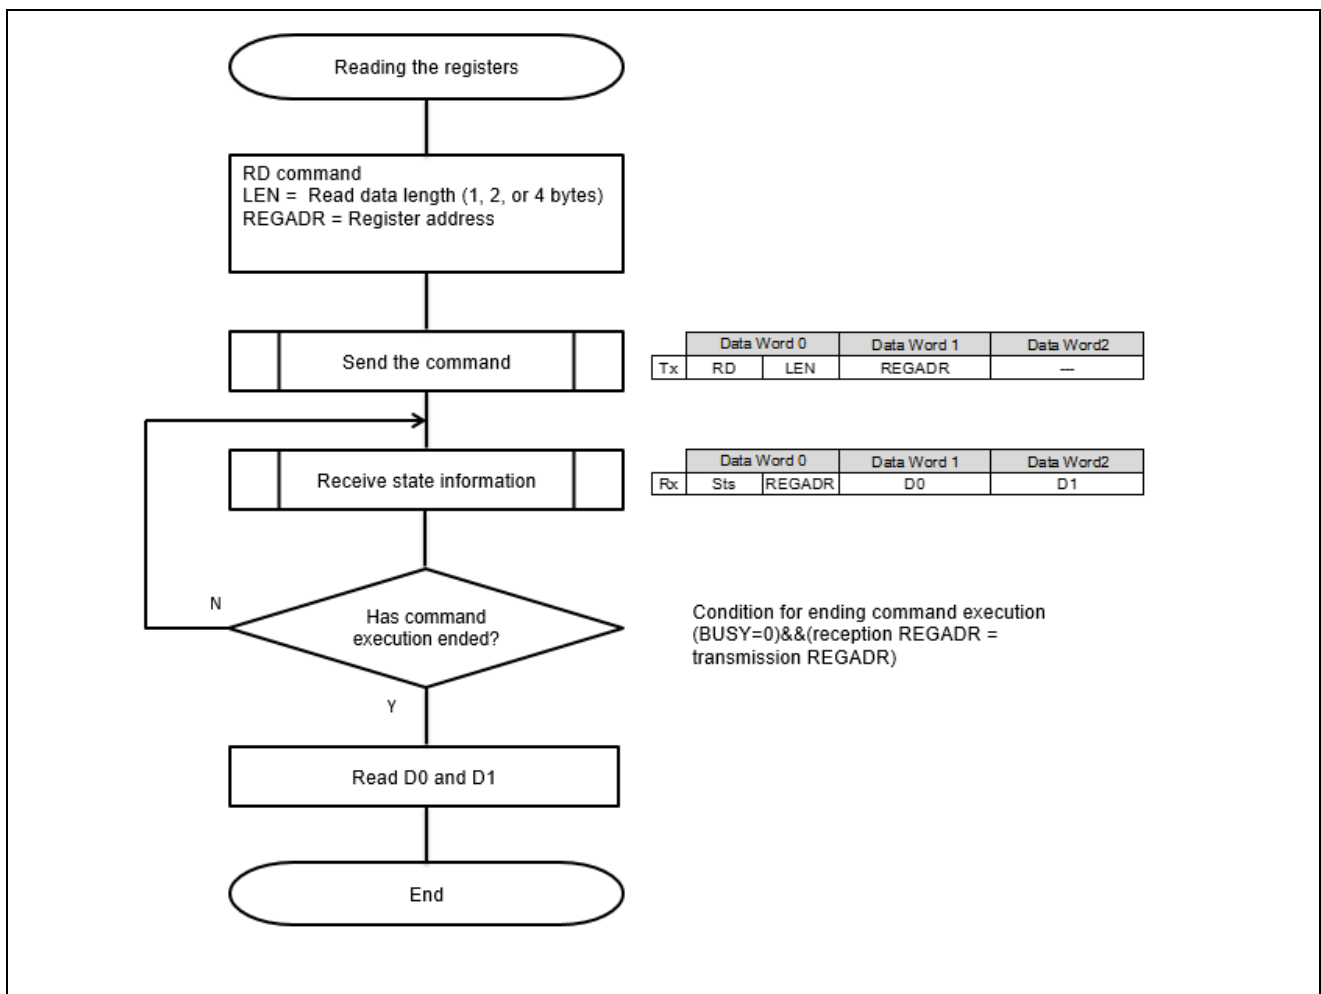 Reading the registers
RD command
LEN =  Read data length (1, 2, or 4 bytes)
REGADR = Register address
Send the command
Data Word 0 Data Word 1 Data Word2
Tx RD LEN REGADR ---
Receive state information
Data Word 0 Data Word 1 Data Word2
Rx Sts REGADR D0 D1
N
Has command
execution ended?
Condition for ending command execution
(BUSY=0)&&(reception REGADR =
transmission REGADR)
Y
Read D0 and D1
End